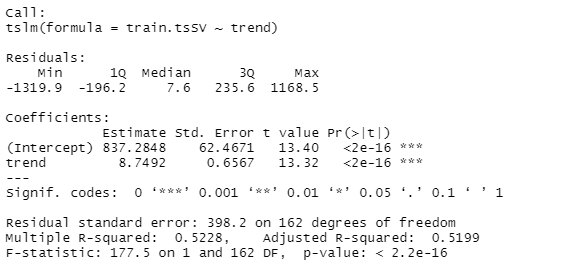 Call:
tslm(formula = train.tsSV ~ trend)
Residuals:
Min 1Q Median 3Q Max
-1319.9 -196.2 7.6 235.6 1168.5
Coefficients:
Estimate Std. Error t value Pr(>|t|)
(Intercept) 837.2848 62.4671 13.40 <2e-16 ***
trend 8.7492 0.6567 13.32 <2e-16 ***
---
Signif. codes: 0 ‘***’ 0.001 ‘**’ 0.01 ‘*’ 0.05 ‘.’ 0.1 ‘ ’ 1
Residual standard error: 398.2 on 162 degrees of freedom
Multiple R-squared: 0.5228, Adjusted R-squared: 0.5199
F-statistic: 177.5 on 1 and 162 DF, p-value: < 2.2e-16